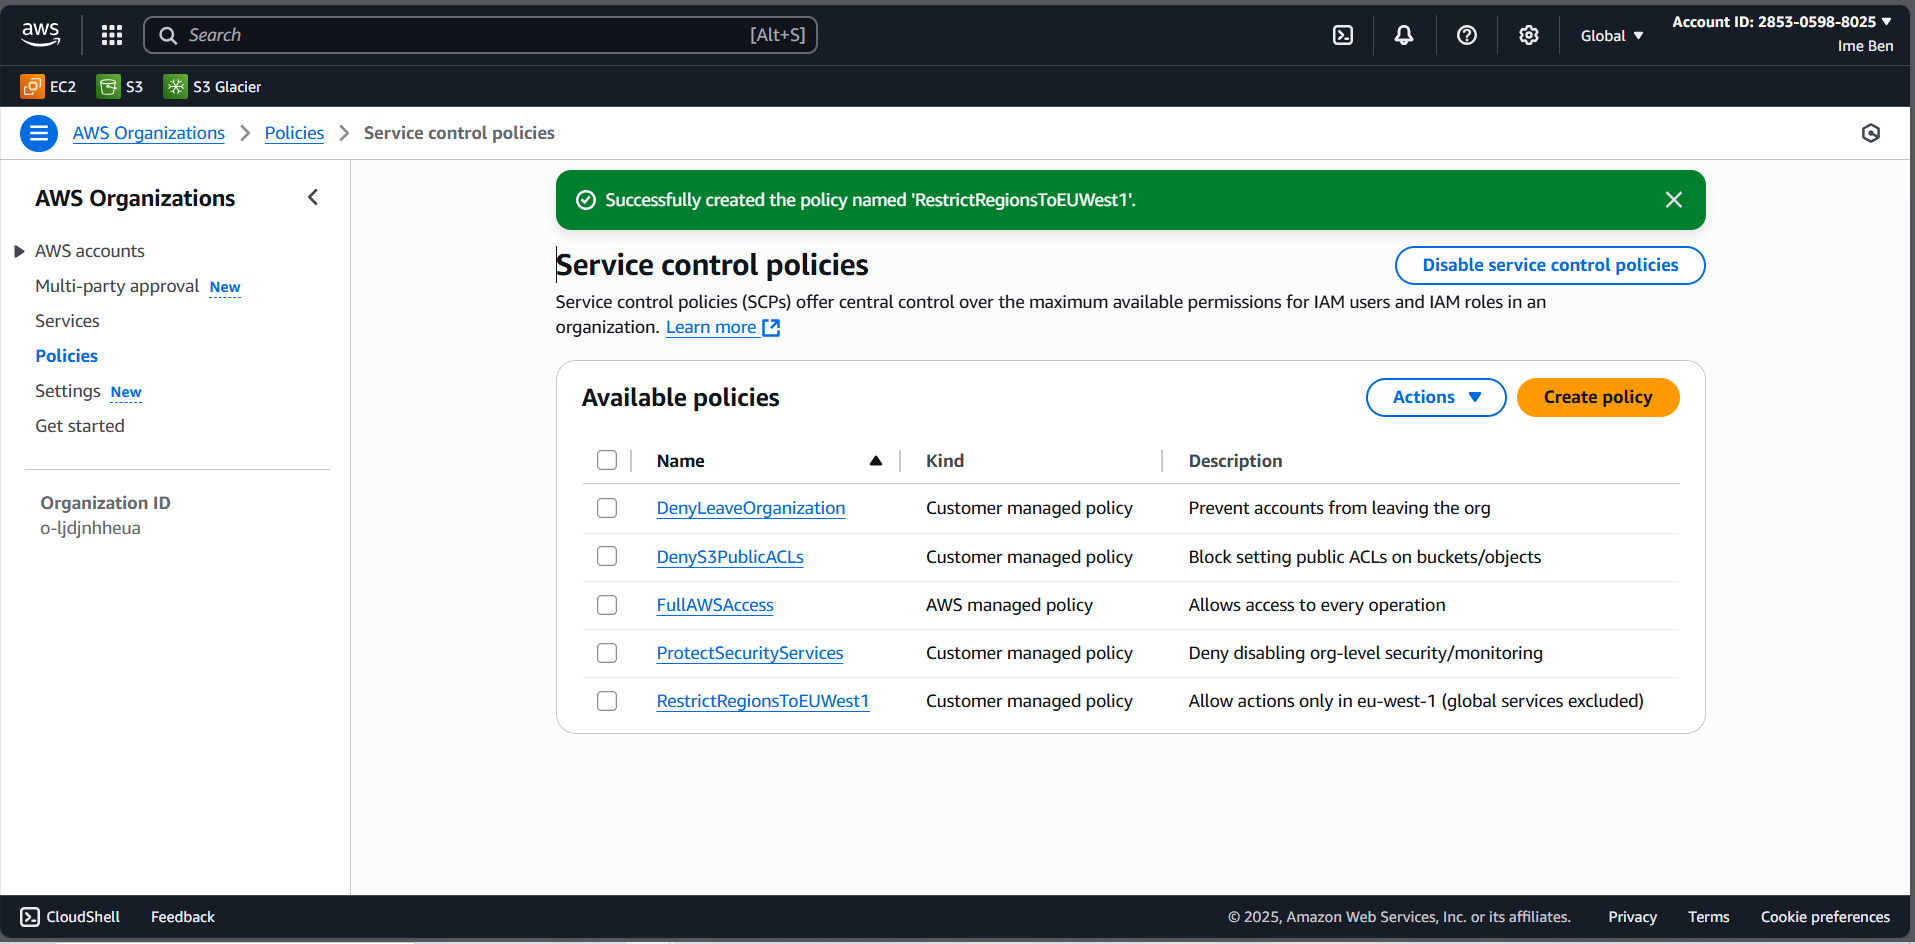 aws
Search [Alt+S]
Global
Account ID: 2853-0598-8025
Ime Ben
EC2 S3 S3 Glacier
AWS Organizations Policies Service control policies
AWS Organizations
AWS accounts
Multi-party approval New
Services
Policies
Settings New
Get started
Organization ID
o-ljdjnhheua
Successfully created the policy named 'RestrictRegionsToEUWest1'.
Service control policies
Disable service control policies
Service control policies (SCPs) offer central control over the maximum available permissions for IAM users and IAM roles in an
organization. Learn more
Available policies
Actions Create policy
Name Kind Description
DenyLeaveOrganization Customer managed policy Prevent accounts from leaving the org
DenyS3PublicACLs Customer managed policy Block setting public ACLs on buckets/objects
FullAWSAccess AWS managed policy Allows access to every operation
ProtectSecurityServices Customer managed policy Deny disabling org-level security/monitoring
RestrictRegionsToEUWest1 Customer managed policy Allow actions only in eu-west-1 (global services excluded)
CloudShell Feedback © 2025, Amazon Web Services, Inc. or its affiliates. Privacy Terms Cookie preferences